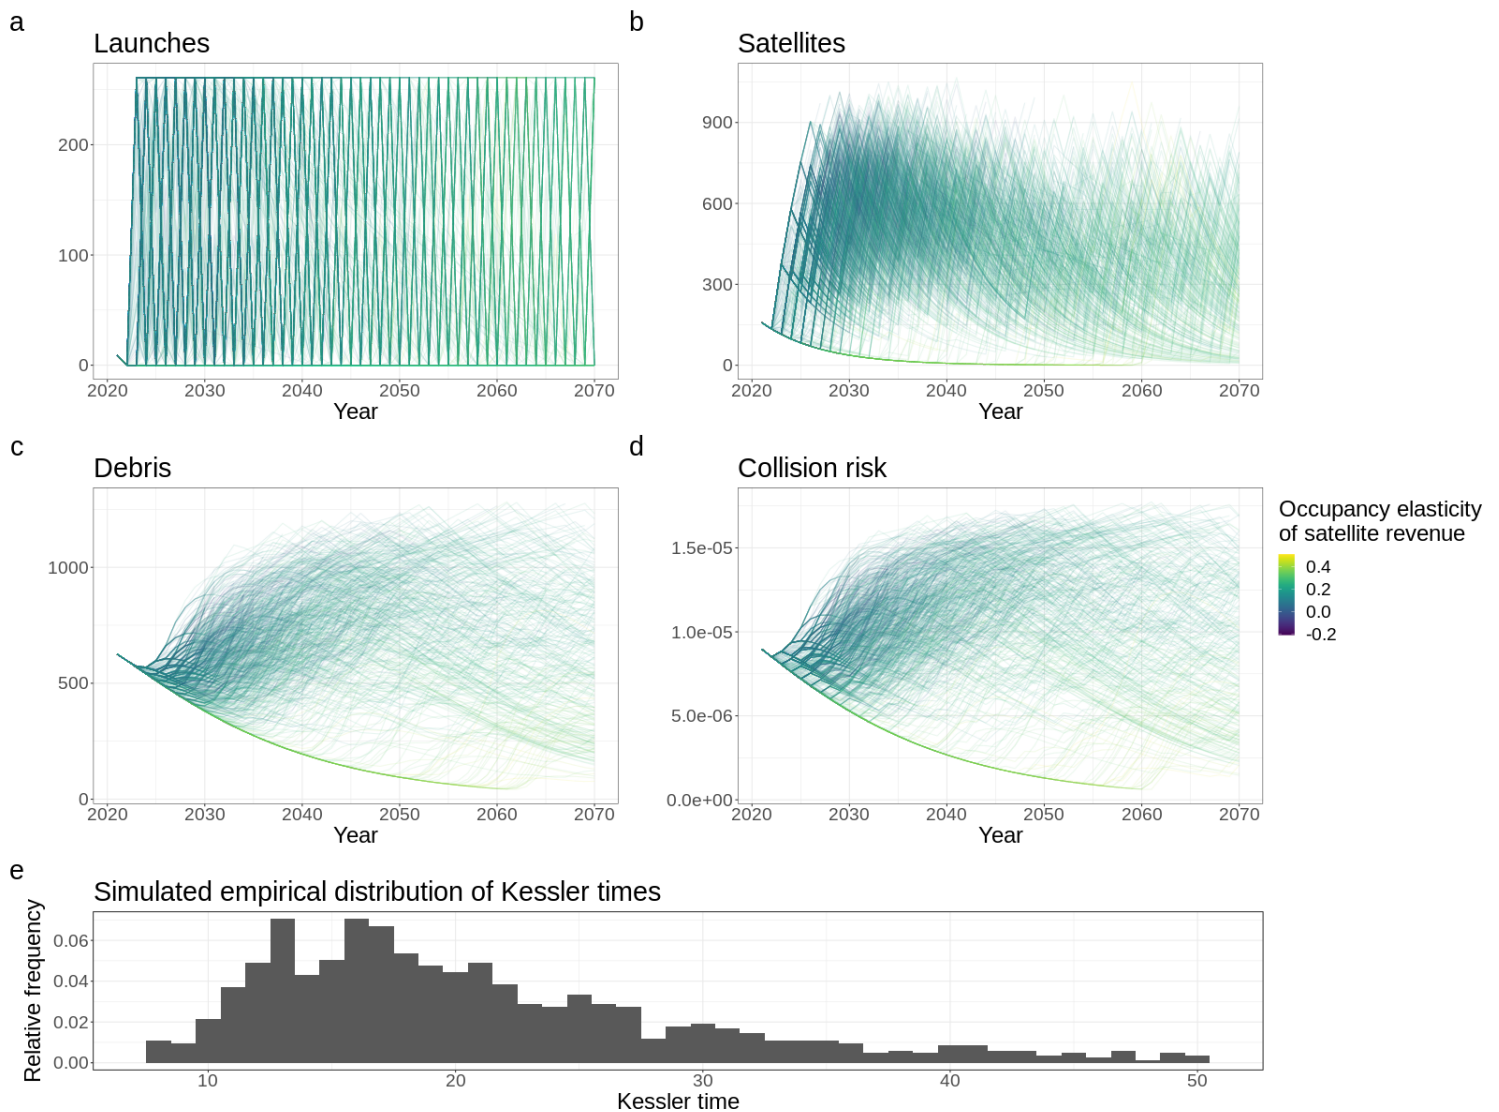 a
Launches
200
100
0
2020 2030 2040 2050 2060 2070
Year
b
Satellites
900
600
300
0
2020 2030 2040 2050 2060 2070
Year
c
Debris
1000
500
0
2020 2030 2040 2050 2060 2070
Year
d
Collision risk
1.5e-05
1.0e-05
5.0e-06
0.0e+00
2020 2030 2040 2050 2060 2070
Year
Occupancy elasticity
of satellite revenue
0.4
0.2
0.0
-0.2
e
Simulated empirical distribution of Kessler times
Relative frequency
0.06
0.04
0.02
0.00
10 20 30 40 50
Kessler time